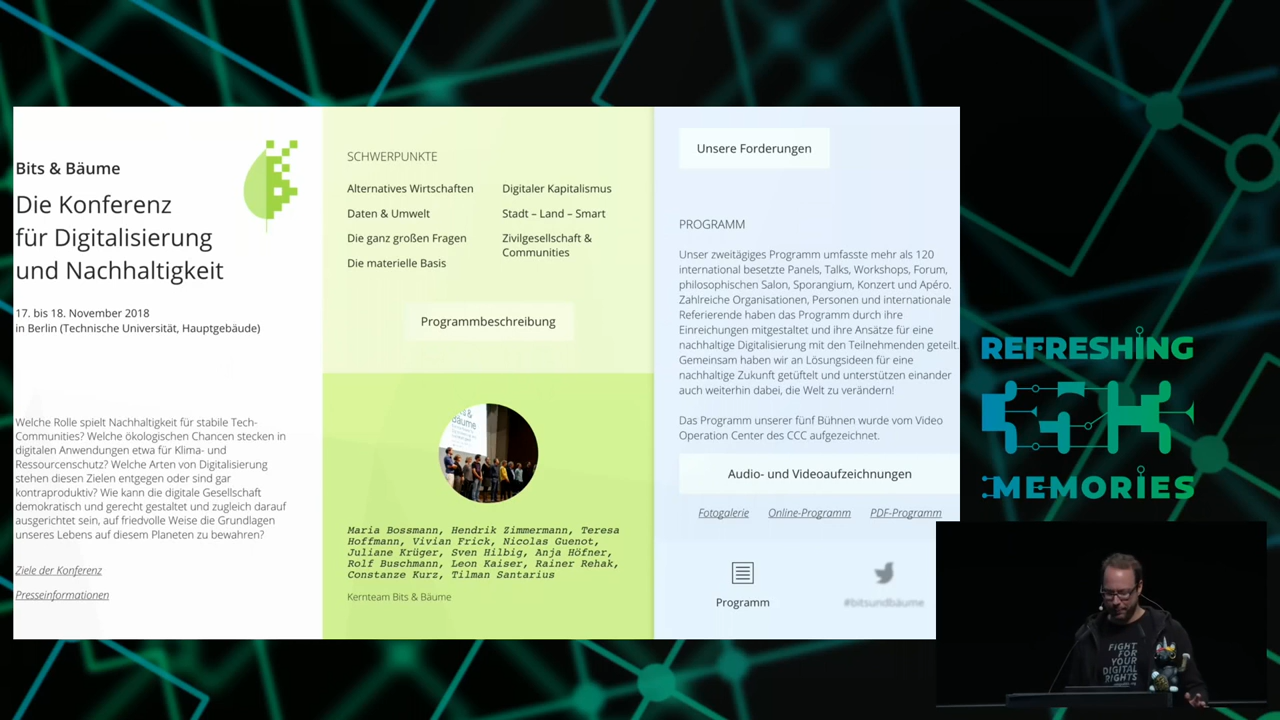 Bits & Bäume
Die Konferenz
für Digitalisierung
und Nachhaltigkeit
17. bis 18. November 2018
in Berlin (Technische Universität, Hauptgebäude)
Welche Rolle spielt Nachhaltigkeit für stabile Tech-
Communities? Welche ökologischen Chancen stecken in
digitalen Anwendungen etwa für Klima- und
Ressourcenschutz? Welche Arten von Digitalisierung
stehen diesen Zielen entgegen oder sind gar
kontraproduktiv? Wie kann die digitale Gesellschaft
demokratisch und gerecht gestaltet und zugleich darauf
ausgerichtet sein, auf friedvolle Weise die Grundlagen
unseres Lebens auf diesem Planeten zu bewahren?
Ziele der Konferenz
Presseinformationen
SCHWERPUNKTE
Alternatives Wirtschaften
Daten & Umwelt
Die ganz großen Fragen
Die materielle Basis
Digitaler Kapitalismus
Stadt – Land – Smart
Zivilgesellschaft &
Communities
Programmbeschreibung
Maria Bossmann, Hendrik Zimmermann, Teresa
Hoffmann, Vivian Frick, Nicolas Guenot,
Juliane Krüger, Sven Hilbig, Anja Höfner,
Rolf Buschmann, Leon Kaiser, Rainer Rehak,
Constanze Kurz, Tilman Santarius
Kernteam Bits & Bäume
Unsere Forderungen
PROGRAMM
Unser zweitägiges Programm umfasste mehr als 120
international besetzte Panels, Talks, Workshops, Forum,
philosophischen Salon, Sporangium, Konzert und Apéro.
Zahlreiche Organisationen, Personen und internationale
Referierende haben das Programm durch ihre
Einreichungen mitgestaltet und ihre Ansätze für eine
nachhaltige Digitalisierung mit den Teilnehmenden geteilt.
Gemeinsam haben wir an Lösungsideen für eine
nachhaltige Zukunft getüftelt und unterstützen einander
auch weiterhin dabei, die Welt zu verändern!
Das Programm unserer fünf Bühnen wurde vom Video
Operation Center des CCC aufgezeichnet.
Audio- und Videoaufzeichnungen
Fotogalerie Online-Programm PDF-Programm
Programm
#bitsundbäume
REFRESHING
MEMORIES
FIGHT
FOR
YOUR
DIGITAL
RIGHTS